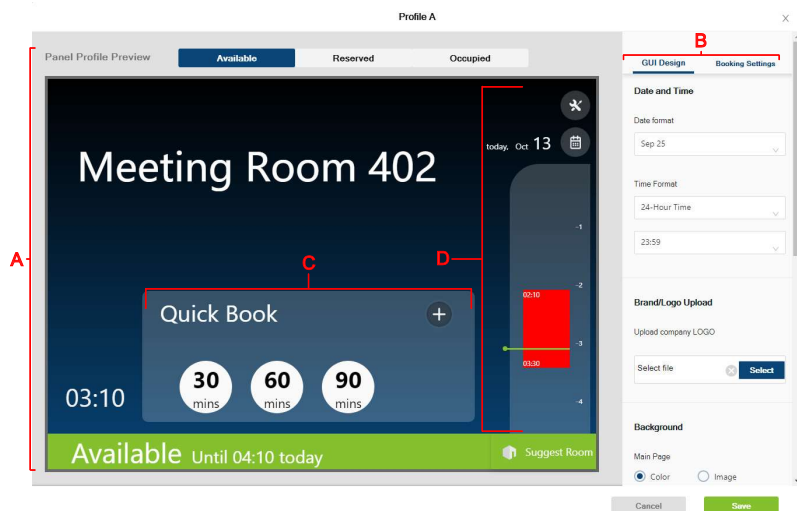 Profile A
X
B
Panel Profile Preview
Available
Reserved
Occupied
GUI Design
Booking Settings
A
D
C
today, Oct 13
Meeting Room 402
-1
-2
-3
-4
02:10
03:30
Quick Book
+
30 mins
60 mins
90 mins
03:10
Available Until 04:10 today
Suggest Room
Date and Time
Date format
Sep 25
Time Format
24-Hour Time
23:59
Brand/Logo Upload
Upload company LOGO
Select file
Select
Background
Main Page
Color
Image
Cancel
Save